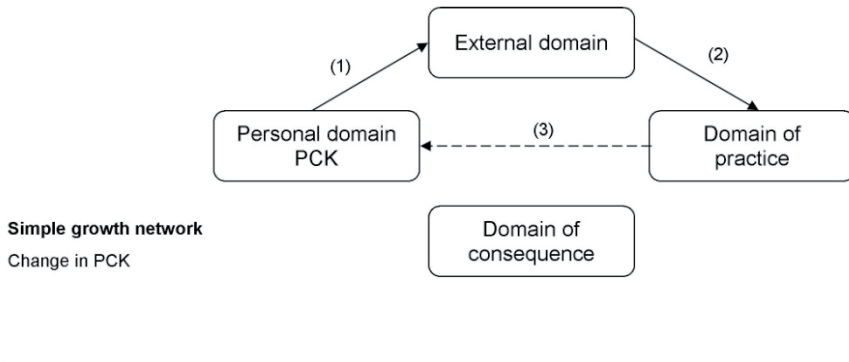 External domain
(1)
(2)
Personal domain
PCK
(3)
Domain of
practice
Simple growth network
Change in PCK
Domain of
consequence